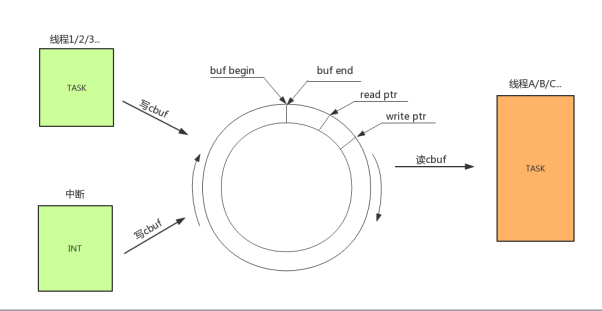 线程1/2/3...
TASK
写cbuf
buf begin
buf end
read ptr
write ptr
线程A/B/C...
TASK
读cbuf
中断
INT
写cbuf